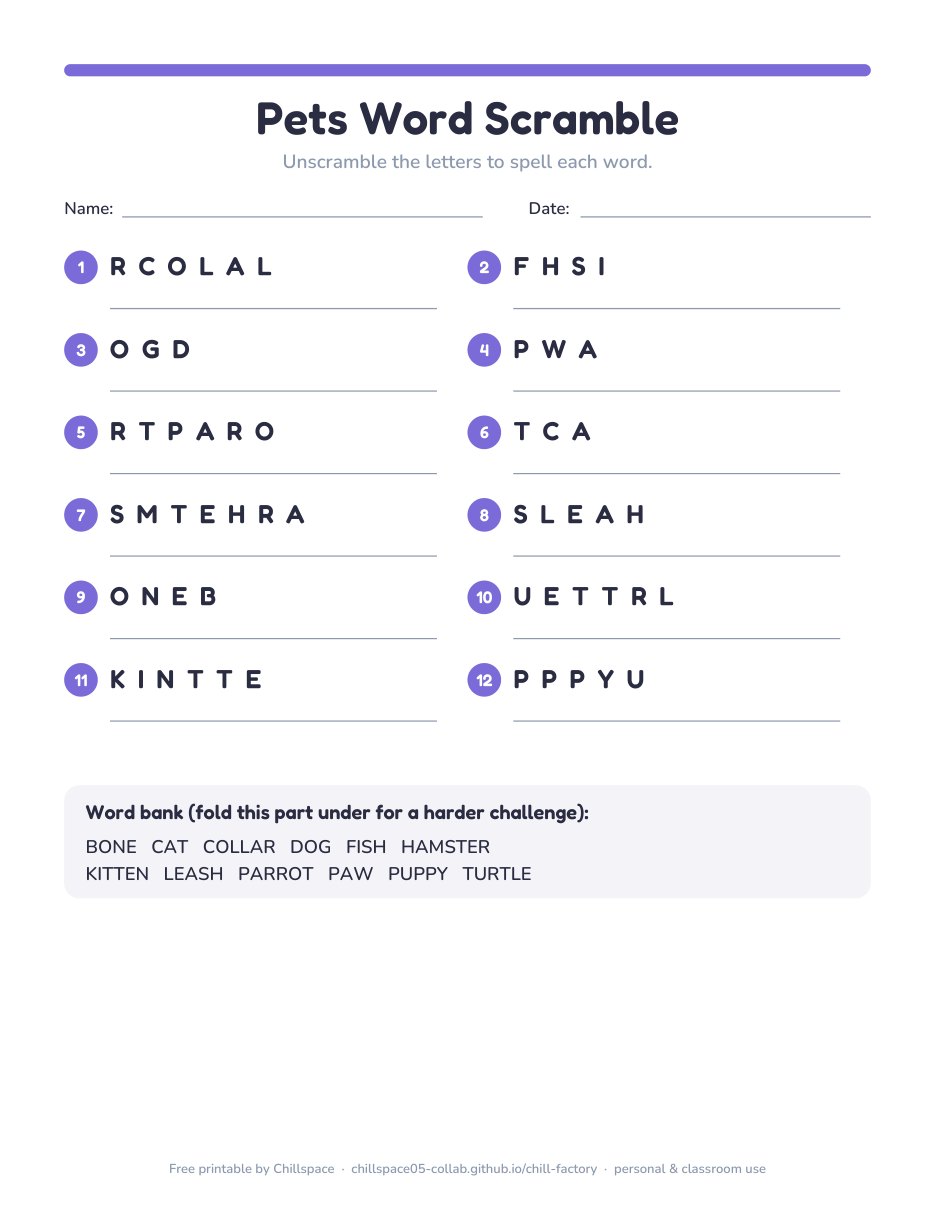 Pets Word Scramble
Unscramble the letters to spell each word.
Name: Date:
1 R C O L A L
2 F H S I
3 O G D
4 P W A
5 R T P A R O
6 T C A
7 S M T E H R A
8 S L E A H
9 O N E B
10 U E T T R L
11 K I N T T E
12 P P P Y U
Word bank (fold this part under for a harder challenge):
BONE CAT COLLAR DOG FISH HAMSTER
KITTEN LEASH PARROT PAW PUPPY TURTLE
Free printable by Chillspace · chillspace05-collab.github.io/chill-factory · personal & classroom use